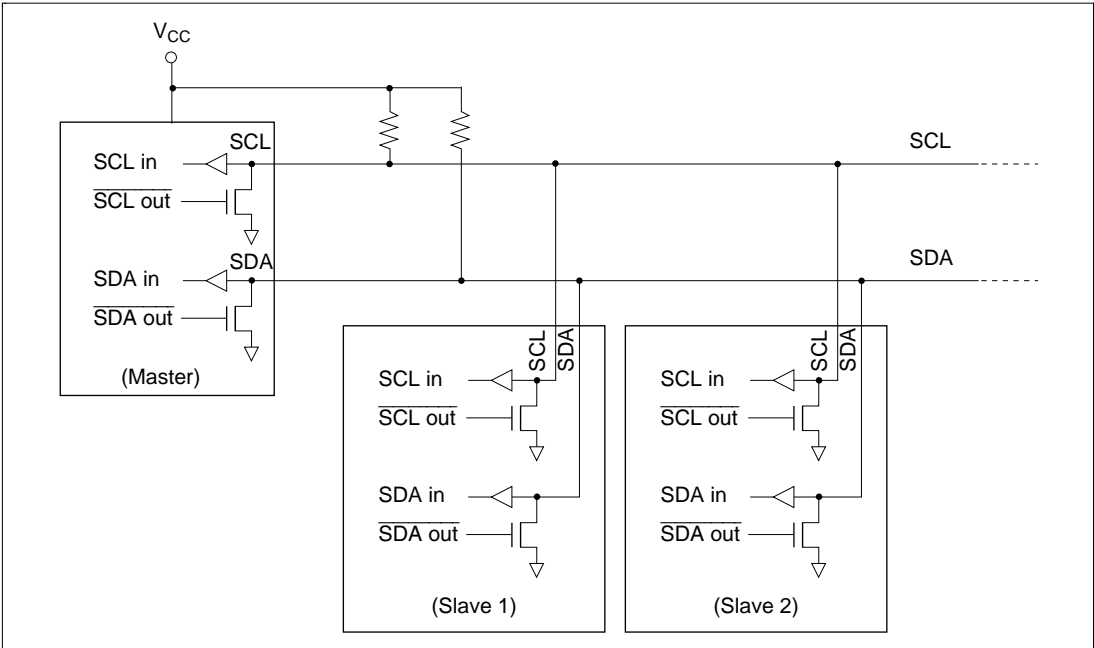 VCC
SCL
SCL in
SCL out
SDA
SDA in
SDA out
(Master)
SCL
SDA
SCL
SDA
SCL in
SCL out
SDA in
SDA out
(Slave 1)
SCL
SDA
SCL in
SCL out
SDA in
SDA out
(Slave 2)